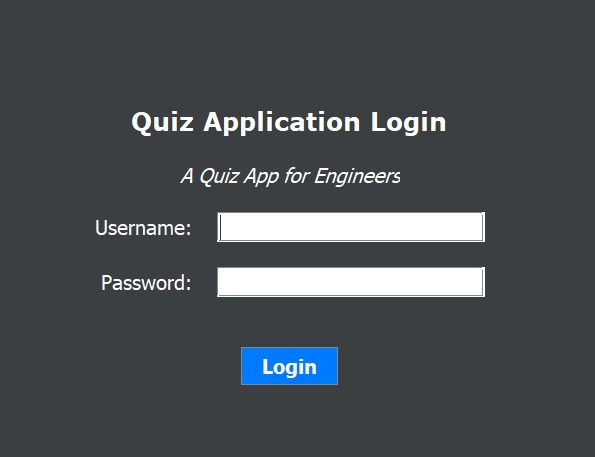 Quiz Application Login
A Quiz App for Engineers
Username:
Password:
Login